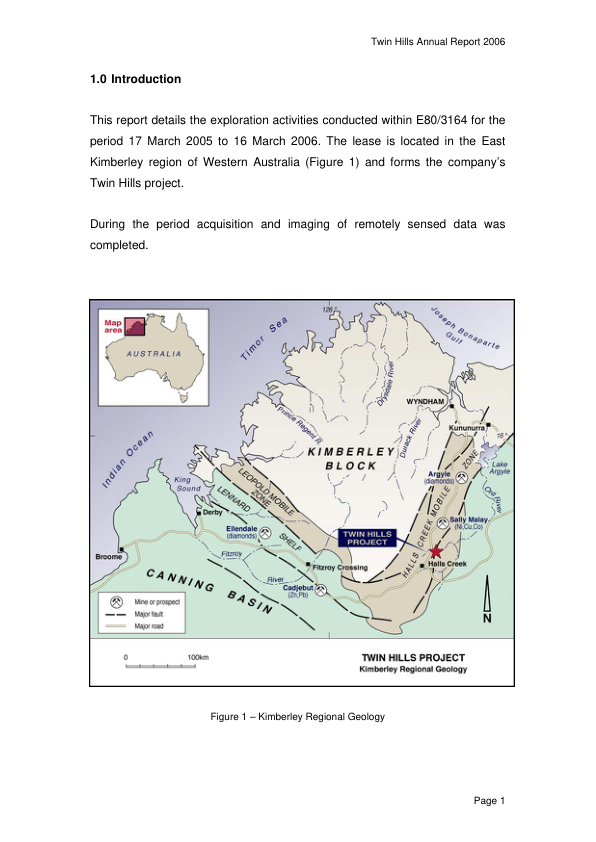 Twin Hills Annual Report 2006
1.0 Introduction
This report details the exploration activities conducted within E80/3164 for the
period 17 March 2005 to 16 March 2006. The lease is located in the East
Kimberley region of Western Australia (Figure 1) and forms the company's
Twin Hills project.
During the period acquisition and imaging of remotely sensed data was
completed.
Map
area
AUSTRALIA
Timor Sea
126°
Joseph Bonaparte
Gulf
Drysdale River
WYNDHAM
Prince Regent R
Durack River
Kununurra
16°
Indian Ocean
KIMBERLEY
BLOCK
Lake
Argyle
King
Sound
LEOPOLD MOBILE
ZONE
Argyle
(diamonds)
HALLS CREEK MOBILE ZONE
Ord River
LENNARD
SHELF
Derby
Sally Malay
(Ni,Cu,Co)
Ellendale
(diamonds)
TWIN HILLS
PROJECT
Broome
Fitzroy
River
Fitzroy Crossing
Halls Creek
CANNING BASIN
Cadjebut
(Zn,Pb)
Mine or prospect
Major fault
Major road
N
0 100km
TWIN HILLS PROJECT
Kimberley Regional Geology
Figure 1 – Kimberley Regional Geology
Page 1